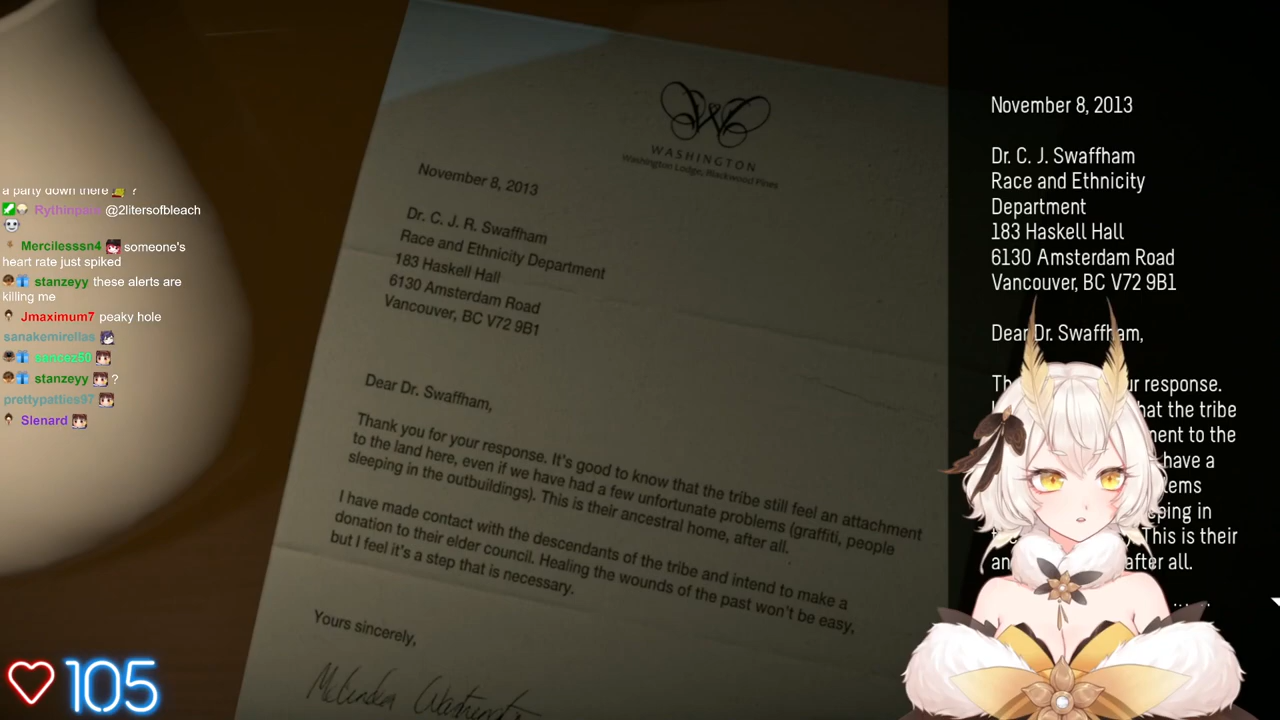 a party down there ?
Rythinpa @2litersofbleach
Mercilesssn4 someone's
heart rate just spiked
stanzeyy these alerts are
killing me
Jmaximum7 peaky hole
sanakemirellas
sancez50
stanzeyy ?
prettypatties97
Slenard
105
W
WASHINGTON
Washington Lodge, Blackwood Pines
November 8, 2013
Dr. C. J. R. Swaffham
Race and Ethnicity Department
183 Haskell Hall
6130 Amsterdam Road
Vancouver, BC V72 9B1
Dear Dr. Swaffham,
Thank you for your response. It's good to know that the tribe still feel an attachment
to the land here, even if we have had a few unfortunate problems (graffiti, people
sleeping in the outbuildings). This is their ancestral home, after all.
I have made contact with the descendants of the tribe and intend to make a
donation to their elder council. Healing the wounds of the past won't be easy,
but I feel it's a step that is necessary.
Yours sincerely,
Melinda
November 8, 2013
Dr. C. J. Swaffham
Race and Ethnicity
Department
183 Haskell Hall
6130 Amsterdam Road
Vancouver, BC V72 9B1
Dear Dr. Swaffham,
Th ur response.
hat the tribe
ment to the
have a
ems
eping in
This is their
an after all.